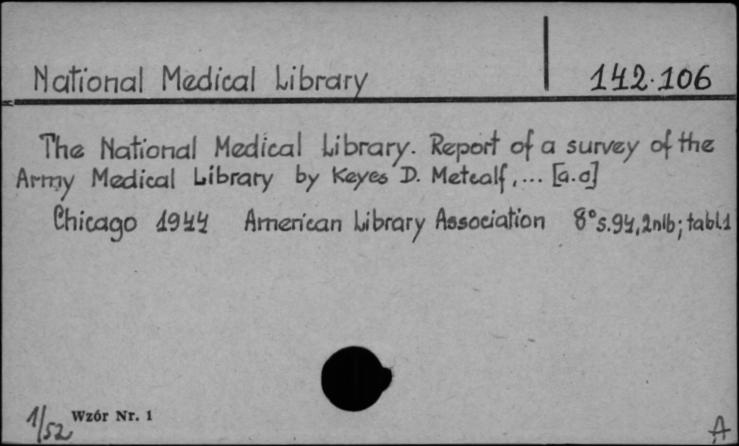 National Medical Library 142.106
The National Medical Library. Report of a survey of the
Army Medical Library by Keyes D. Metcalf, ... [a.o]
Chicago 1944 American Library Association 8° s.94, 2nlb; tabl.1
1/52 Wzór Nr. 1
A